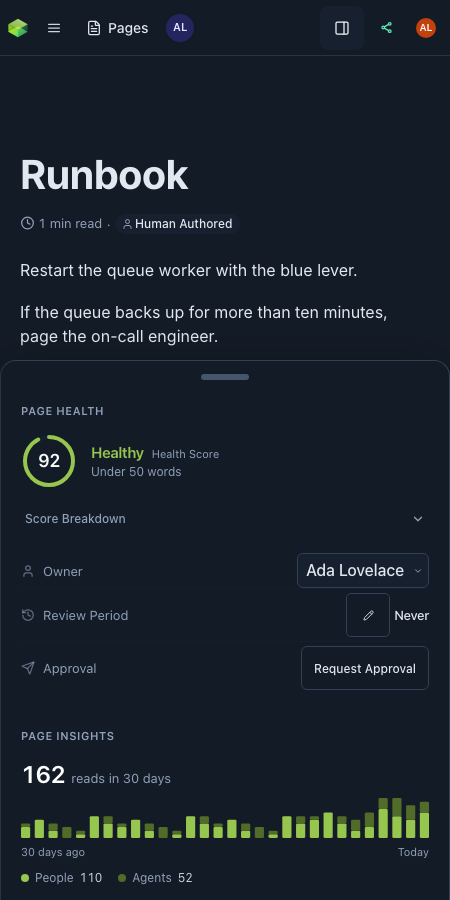 Pages AL AL
Runbook
1 min read · Human Authored
Restart the queue worker with the blue lever.
If the queue backs up for more than ten minutes,
page the on-call engineer.
PAGE HEALTH
92 Healthy Health Score
Under 50 words
Score Breakdown
Owner Ada Lovelace
Review Period Never
Approval Request Approval
PAGE INSIGHTS
162 reads in 30 days
30 days ago Today
People 110 Agents 52